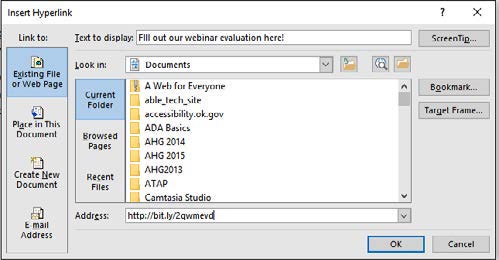 Insert Hyperlink
? ×
Link to:
Text to display: Fill out our webinar evaluation here!
ScreenTip...
Existing File or Web Page
Look in: Documents
Current Folder
A Web for Everyone
able_tech_site
accessibility.ok.gov
ADA Basics
AHG 2014
AHG 2015
AHG2013
ATAP
Camtasia Studio
Bookmark...
Target Frame...
Place in This Document
Browsed Pages
Create New Document
Recent Files
E-mail Address
Address: http://bit.ly/2qwmevd
OK
Cancel